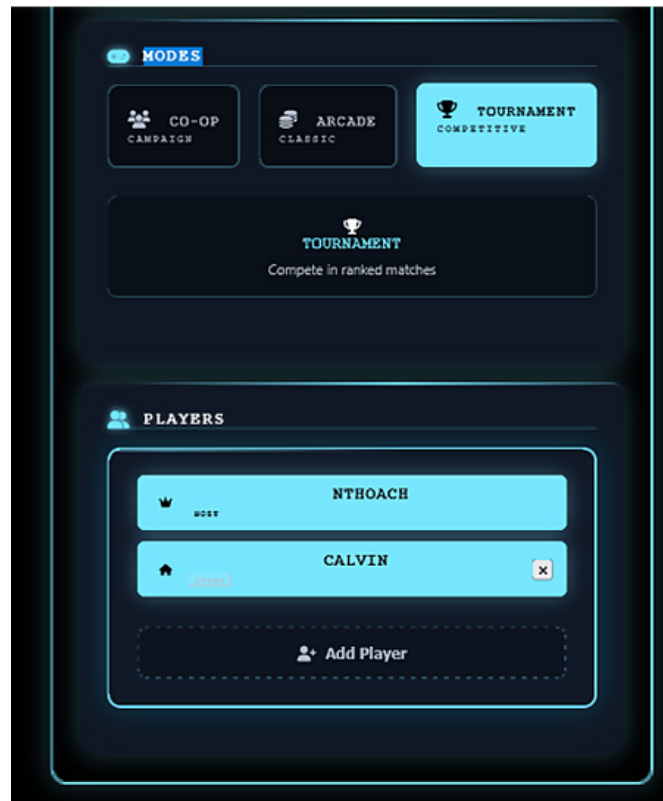 MODES
CO-OP
CAMPAIGN
ARCADE
CLASSIC
TOURNAMENT
COMPETITIVE
TOURNAMENT
Compete in ranked matches
PLAYERS
NTHOACH
HOST
CALVIN
LOCAL
Add Player